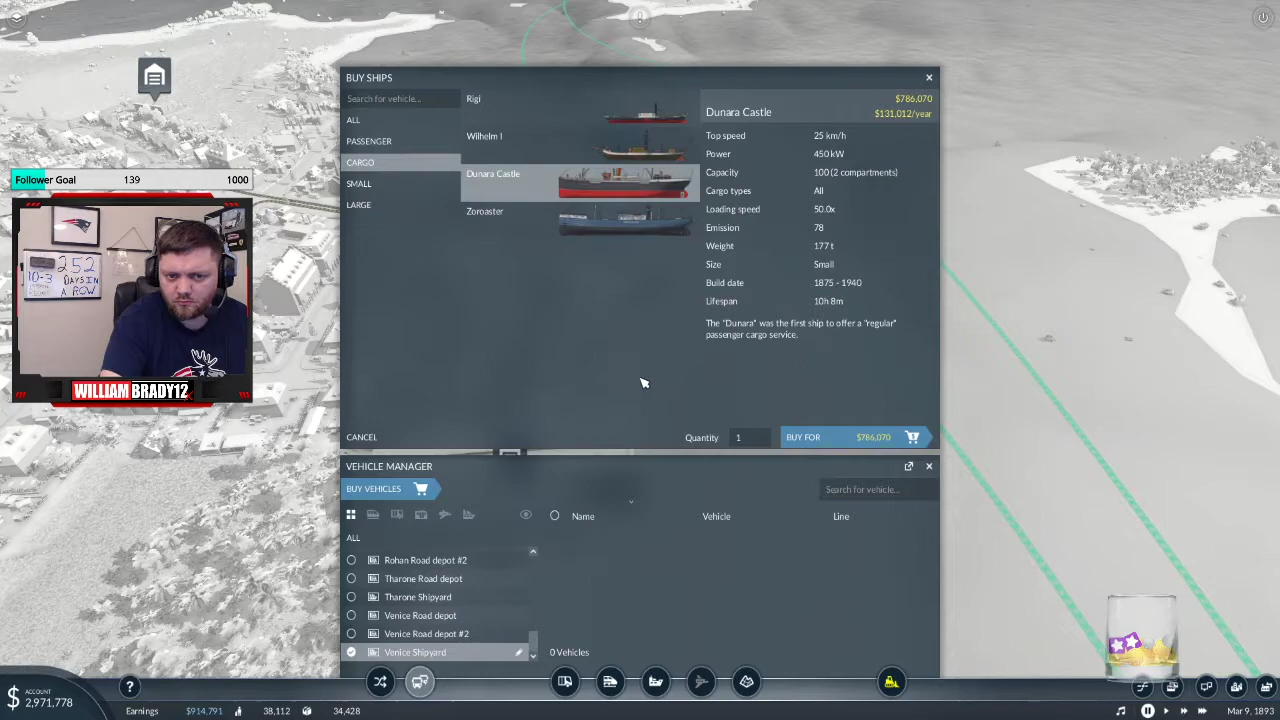 BUY SHIPS
Search for vehicle...
ALL
PASSENGER
CARGO
SMALL
LARGE
Rigi
Wilhelm I
Dunara Castle
Zoroaster
$786,070
Dunara Castle
$131,012/year
Top speed 25 km/h
Power 450 kW
Capacity 100 (2 compartments)
Cargo types All
Loading speed 50.0x
Emission 78
Weight 177 t
Size Small
Build date 1875 - 1940
Lifespan 10h 8m
The "Dunara" was the first ship to offer a "regular"
passenger cargo service.
CANCEL
Quantity 1
BUY FOR $786,070
Follower Goal 139 1000
252
DAYS IN
A ROW
10-3
WILLIAM BRADY12
VEHICLE MANAGER
BUY VEHICLES
Search for vehicle...
Name Vehicle Line
ALL
Rohan Road depot #2
Tharone Road depot
Tharone Shipyard
Venice Road depot
Venice Road depot #2
Venice Shipyard
0 Vehicles
$ ACCOUNT
2,971,778
?
Earnings $914,791 38,112 34,428
Mar 9, 1893